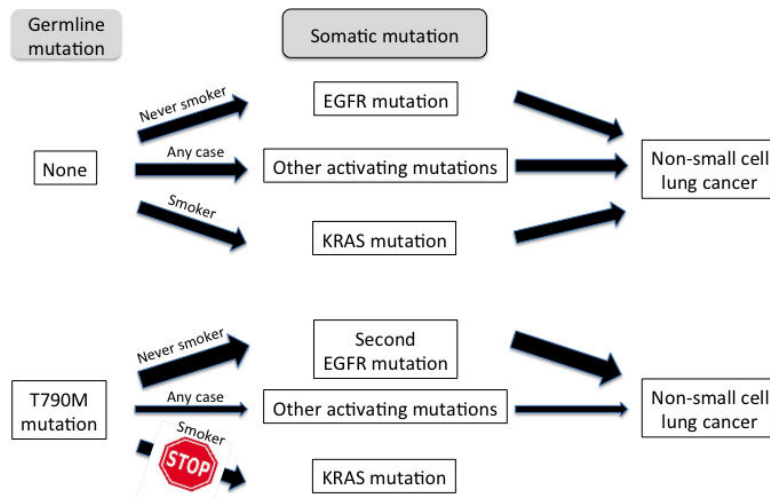 Germline
mutation
Somatic mutation
Never smoker
EGFR mutation
Any case
None
Other activating mutations
Non-small cell
lung cancer
Smoker
KRAS mutation
Never smoker
Second
EGFR mutation
T790M
mutation
Any case
Other activating mutations
Non-small cell
lung cancer
Smoker
STOP
KRAS mutation